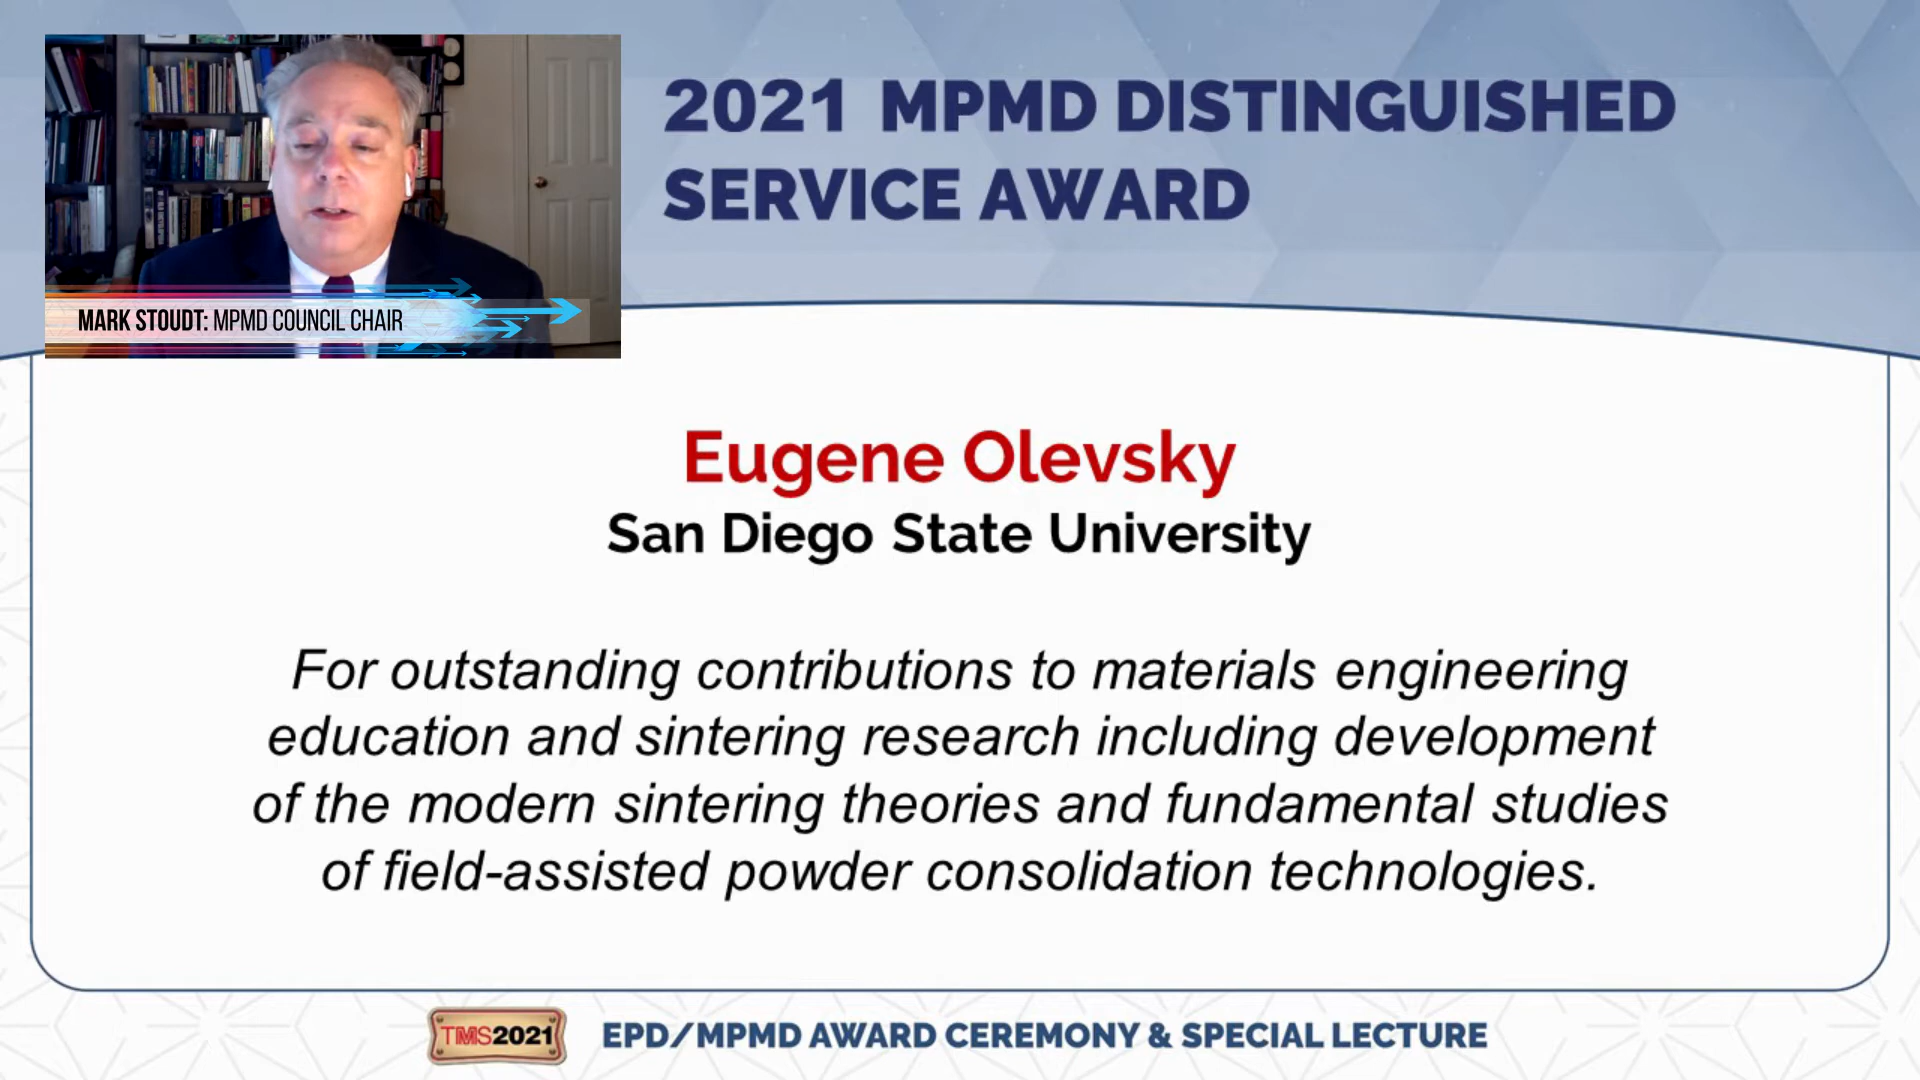 2021 MPMD DISTINGUISHED
SERVICE AWARD
MARK STOUDT: MPMD COUNCIL CHAIR
Eugene Olevsky
San Diego State University
For outstanding contributions to materials engineering
education and sintering research including development
of the modern sintering theories and fundamental studies
of field-assisted powder consolidation technologies.
TMS2021
EPD/MPMD AWARD CEREMONY & SPECIAL LECTURE